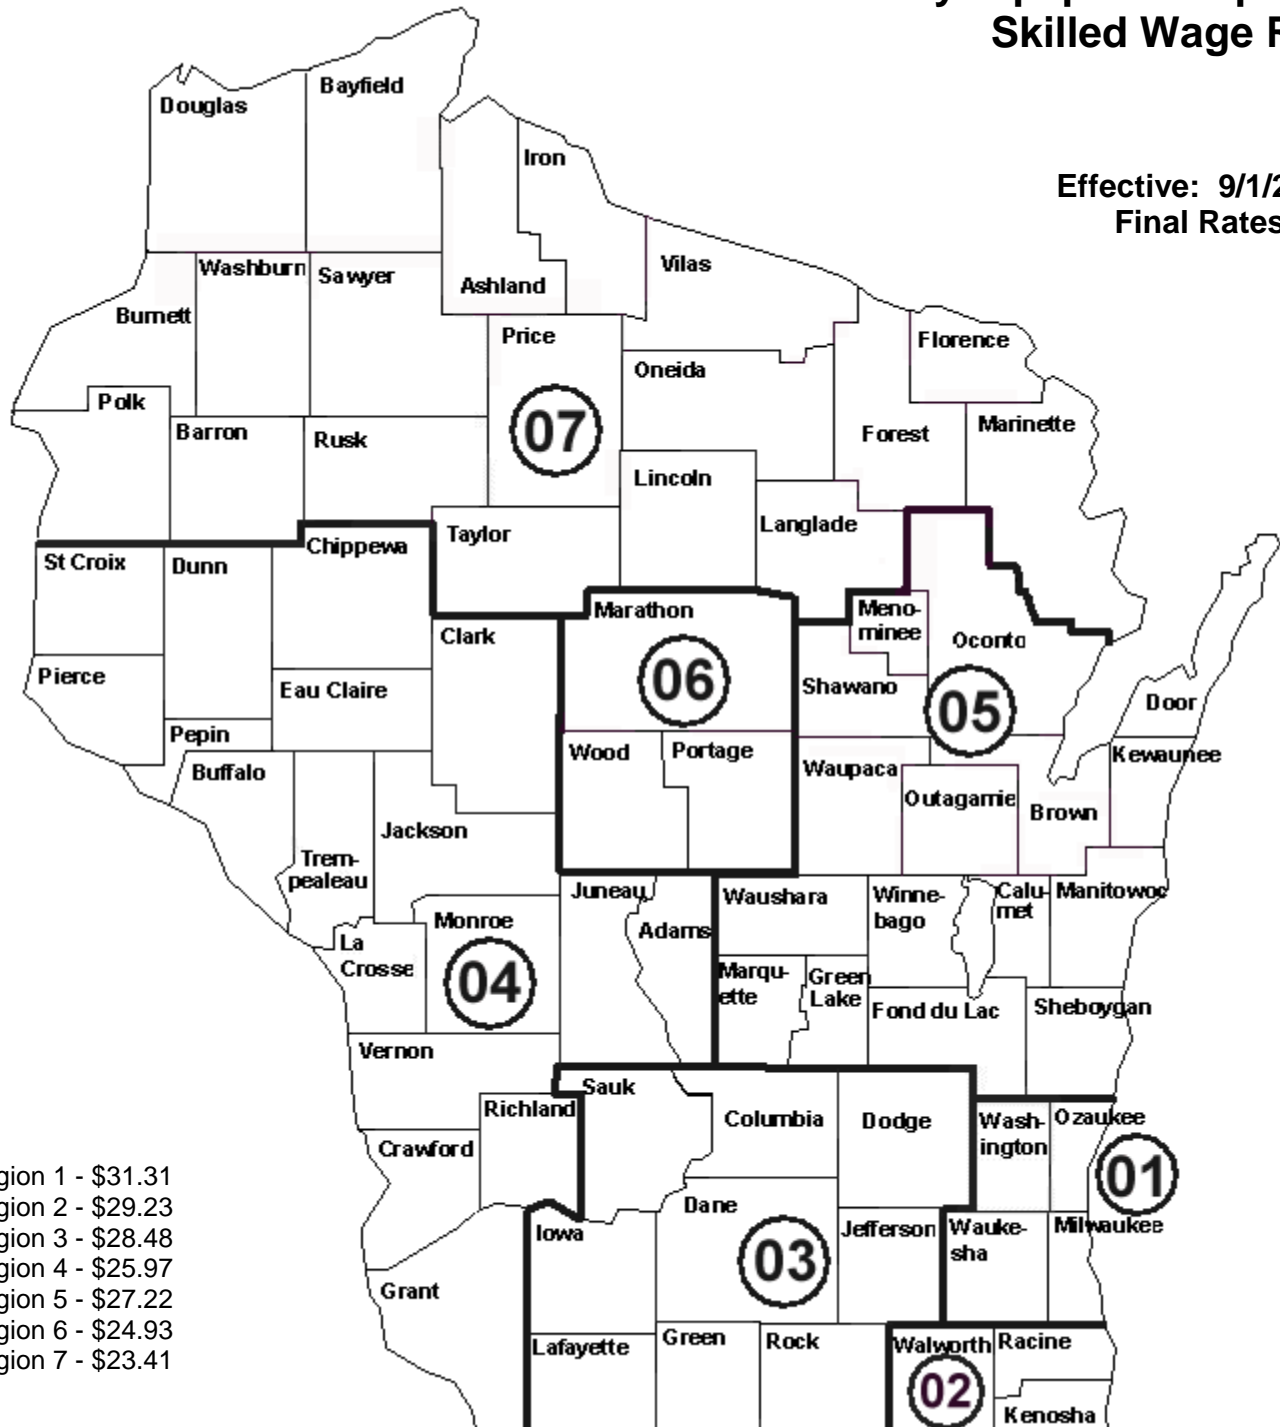 Skilled Wage R
Effective: 9/1/2
Final Rates
Douglas
Bayfield
Iron
Vilas
Washburn
Sawyer
Ashland
Burnett
Price
Florence
Oneida
Polk
Barron
Rusk
07
Forest
Marinette
Lincoln
Langlade
Taylor
Chippewa
St Croix
Dunn
Marathon
Meno-
minee
Clark
Oconto
06
Pierce
Eau Claire
Shawano
05
Door
Pepin
Wood
Portage
Kewaunee
Buffalo
Waupaca
Outagamie
Brown
Jackson
Trem-
pealeau
Juneau
Waushara
Winne-
bago
Calu-
met
Manitowoc
Monroe
Adams
La
Crosse
04
Marqu-
ette
Green
Lake
Fond du Lac
Sheboygan
Vernon
Sauk
Richland
Columbia
Dodge
Wash-
ington
Ozaukee
Crawford
01
gion 1 - $31.31
gion 2 - $29.23
gion 3 - $28.48
gion 4 - $25.97
gion 5 - $27.22
gion 6 - $24.93
gion 7 - $23.41
Dane
Iowa
Jefferson
Wauke-
sha
Milwaukee
03
Grant
Lafayette
Green
Rock
Walworth
Racine
02
Kenosha